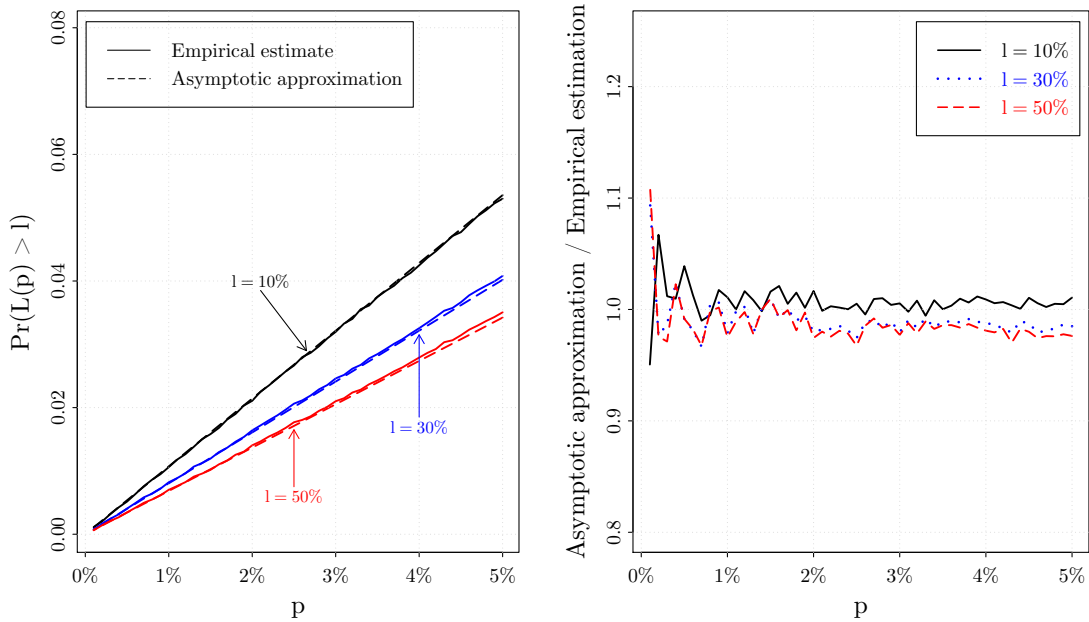 Pr(L(p) > l)
0.08
0.06
0.04
0.02
0.00
Empirical estimate
Asymptotic approximation
l = 10%
l = 30%
l = 50%
0%
1%
2%
3%
4%
5%
p
Asymptotic approximation / Empirical estimation
1.2
1.1
1.0
0.9
0.8
l = 10%
l = 30%
l = 50%
0%
1%
2%
3%
4%
5%
p